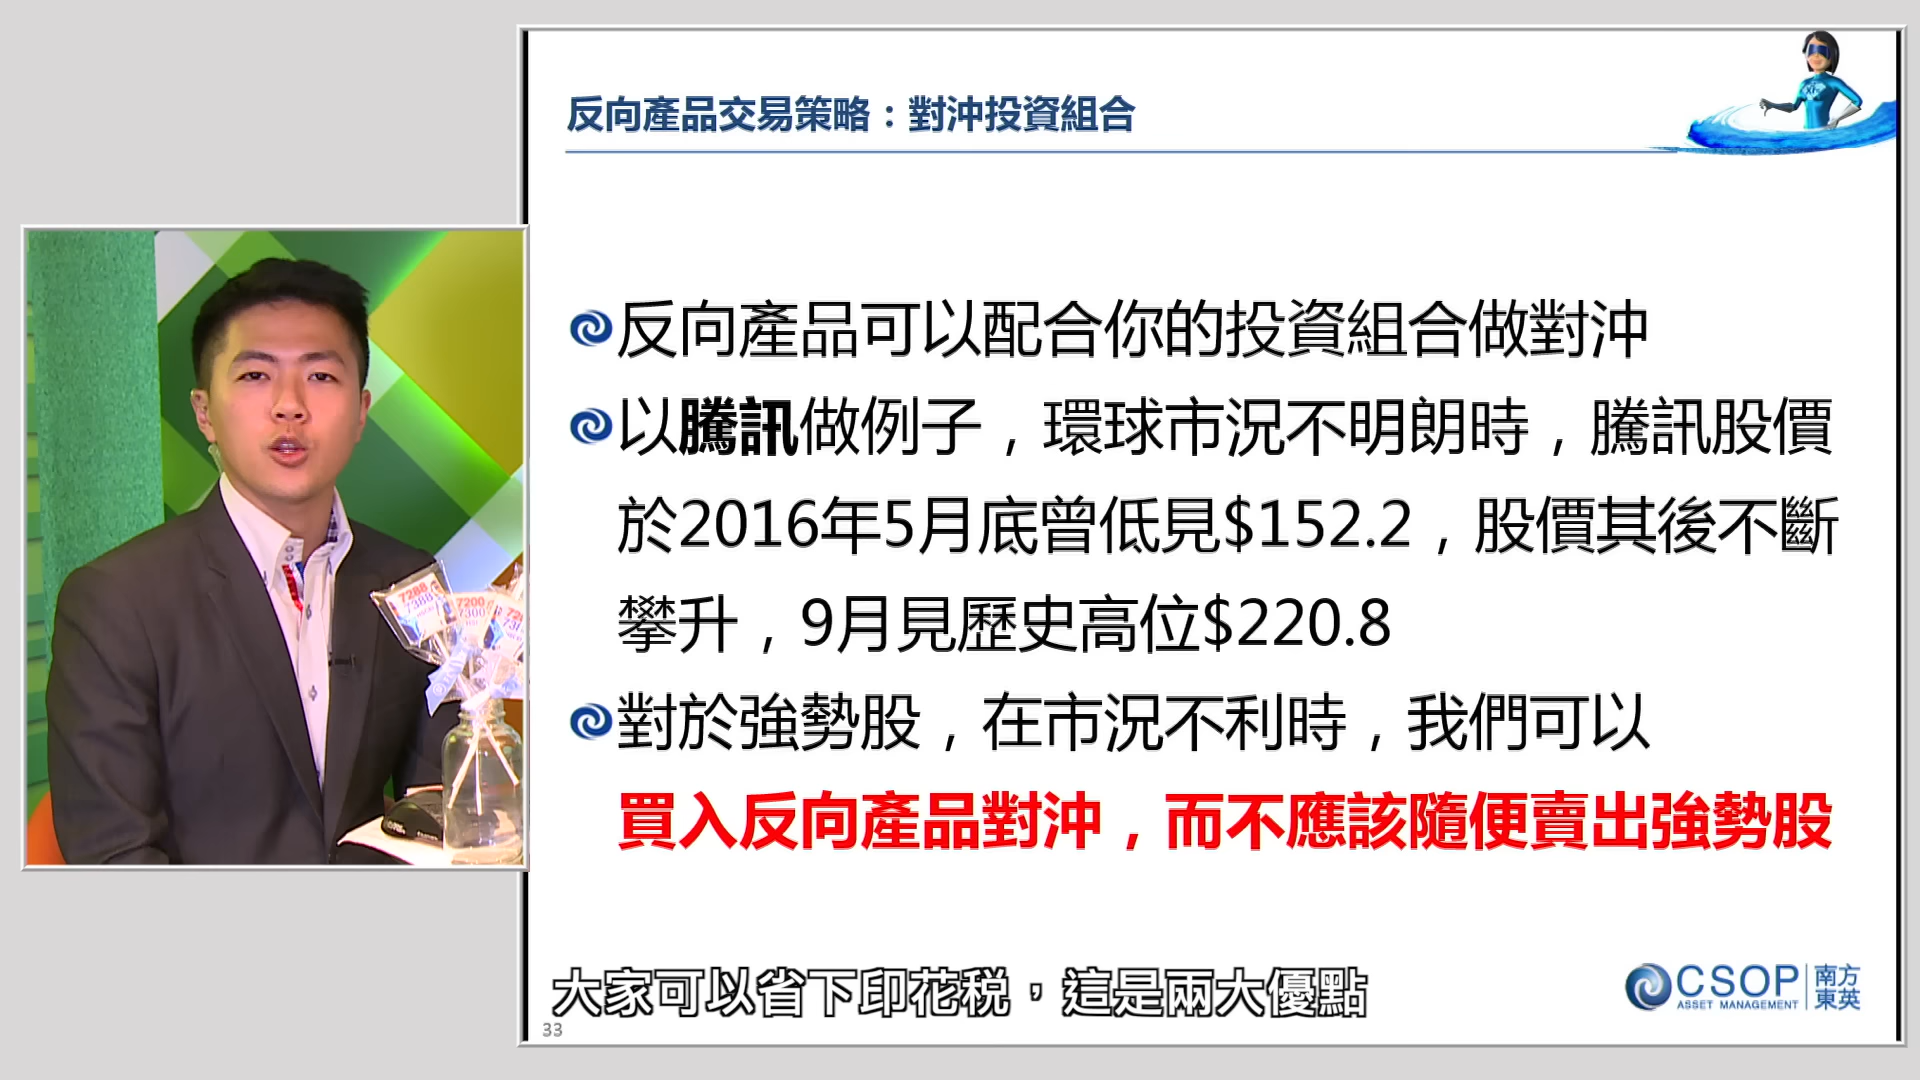 反向產品交易策略：對沖投資組合
反向產品可以配合你的投資組合做對沖
以騰訊做例子，環球市況不明朗時，騰訊股價
於2016年5月底曾低見$152.2，股價其後不斷
攀升，9月見歷史高位$220.8
對於強勢股，在市況不利時，我們可以
買入反向產品對沖，而不應該隨便賣出強勢股
7288
7388
7200
7300
大家可以省下印花税，這是兩大優點
33
CSOP
ASSET MANAGEMENT
南方
東英